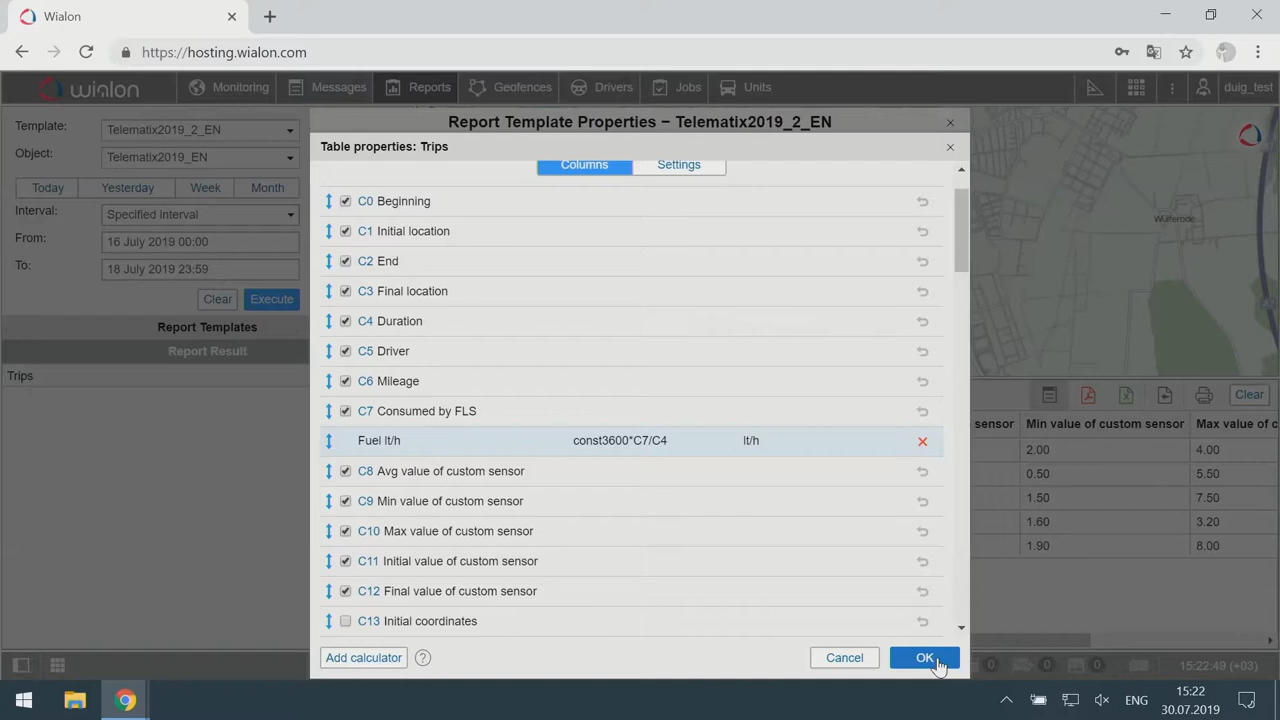 Wialon
https://hosting.wialon.com
wialon
Monitoring
Messages
Reports
Geofences
Drivers
Jobs
Units
duig_test
Template:
Telematix2019_2_EN
Object:
Telematix2019_EN
Today
Yesterday
Week
Month
Interval:
Specified interval
From:
16 July 2019 00:00
To:
18 July 2019 23:59
Clear
Execute
Report Templates
Report Result
Trips
Report Template Properties – Telematix2019_2_EN
Table properties: Trips
Columns
Settings
C0 Beginning
C1 Initial location
C2 End
C3 Final location
C4 Duration
C5 Driver
C6 Mileage
C7 Consumed by FLS
Fuel lt/h const3600*C7/C4 lt/h
C8 Avg value of custom sensor
C9 Min value of custom sensor
C10 Max value of custom sensor
C11 Initial value of custom sensor
C12 Final value of custom sensor
C13 Initial coordinates
Add calculator
?
Cancel
OK
Wülferode
Clear
sensor Min value of custom sensor Max value of c
2.00 4.00
0.50 5.50
1.50 7.50
1.60 3.20
1.90 8.00
0
0
0
15:22:49 (+03)
ENG
15:22
30.07.2019